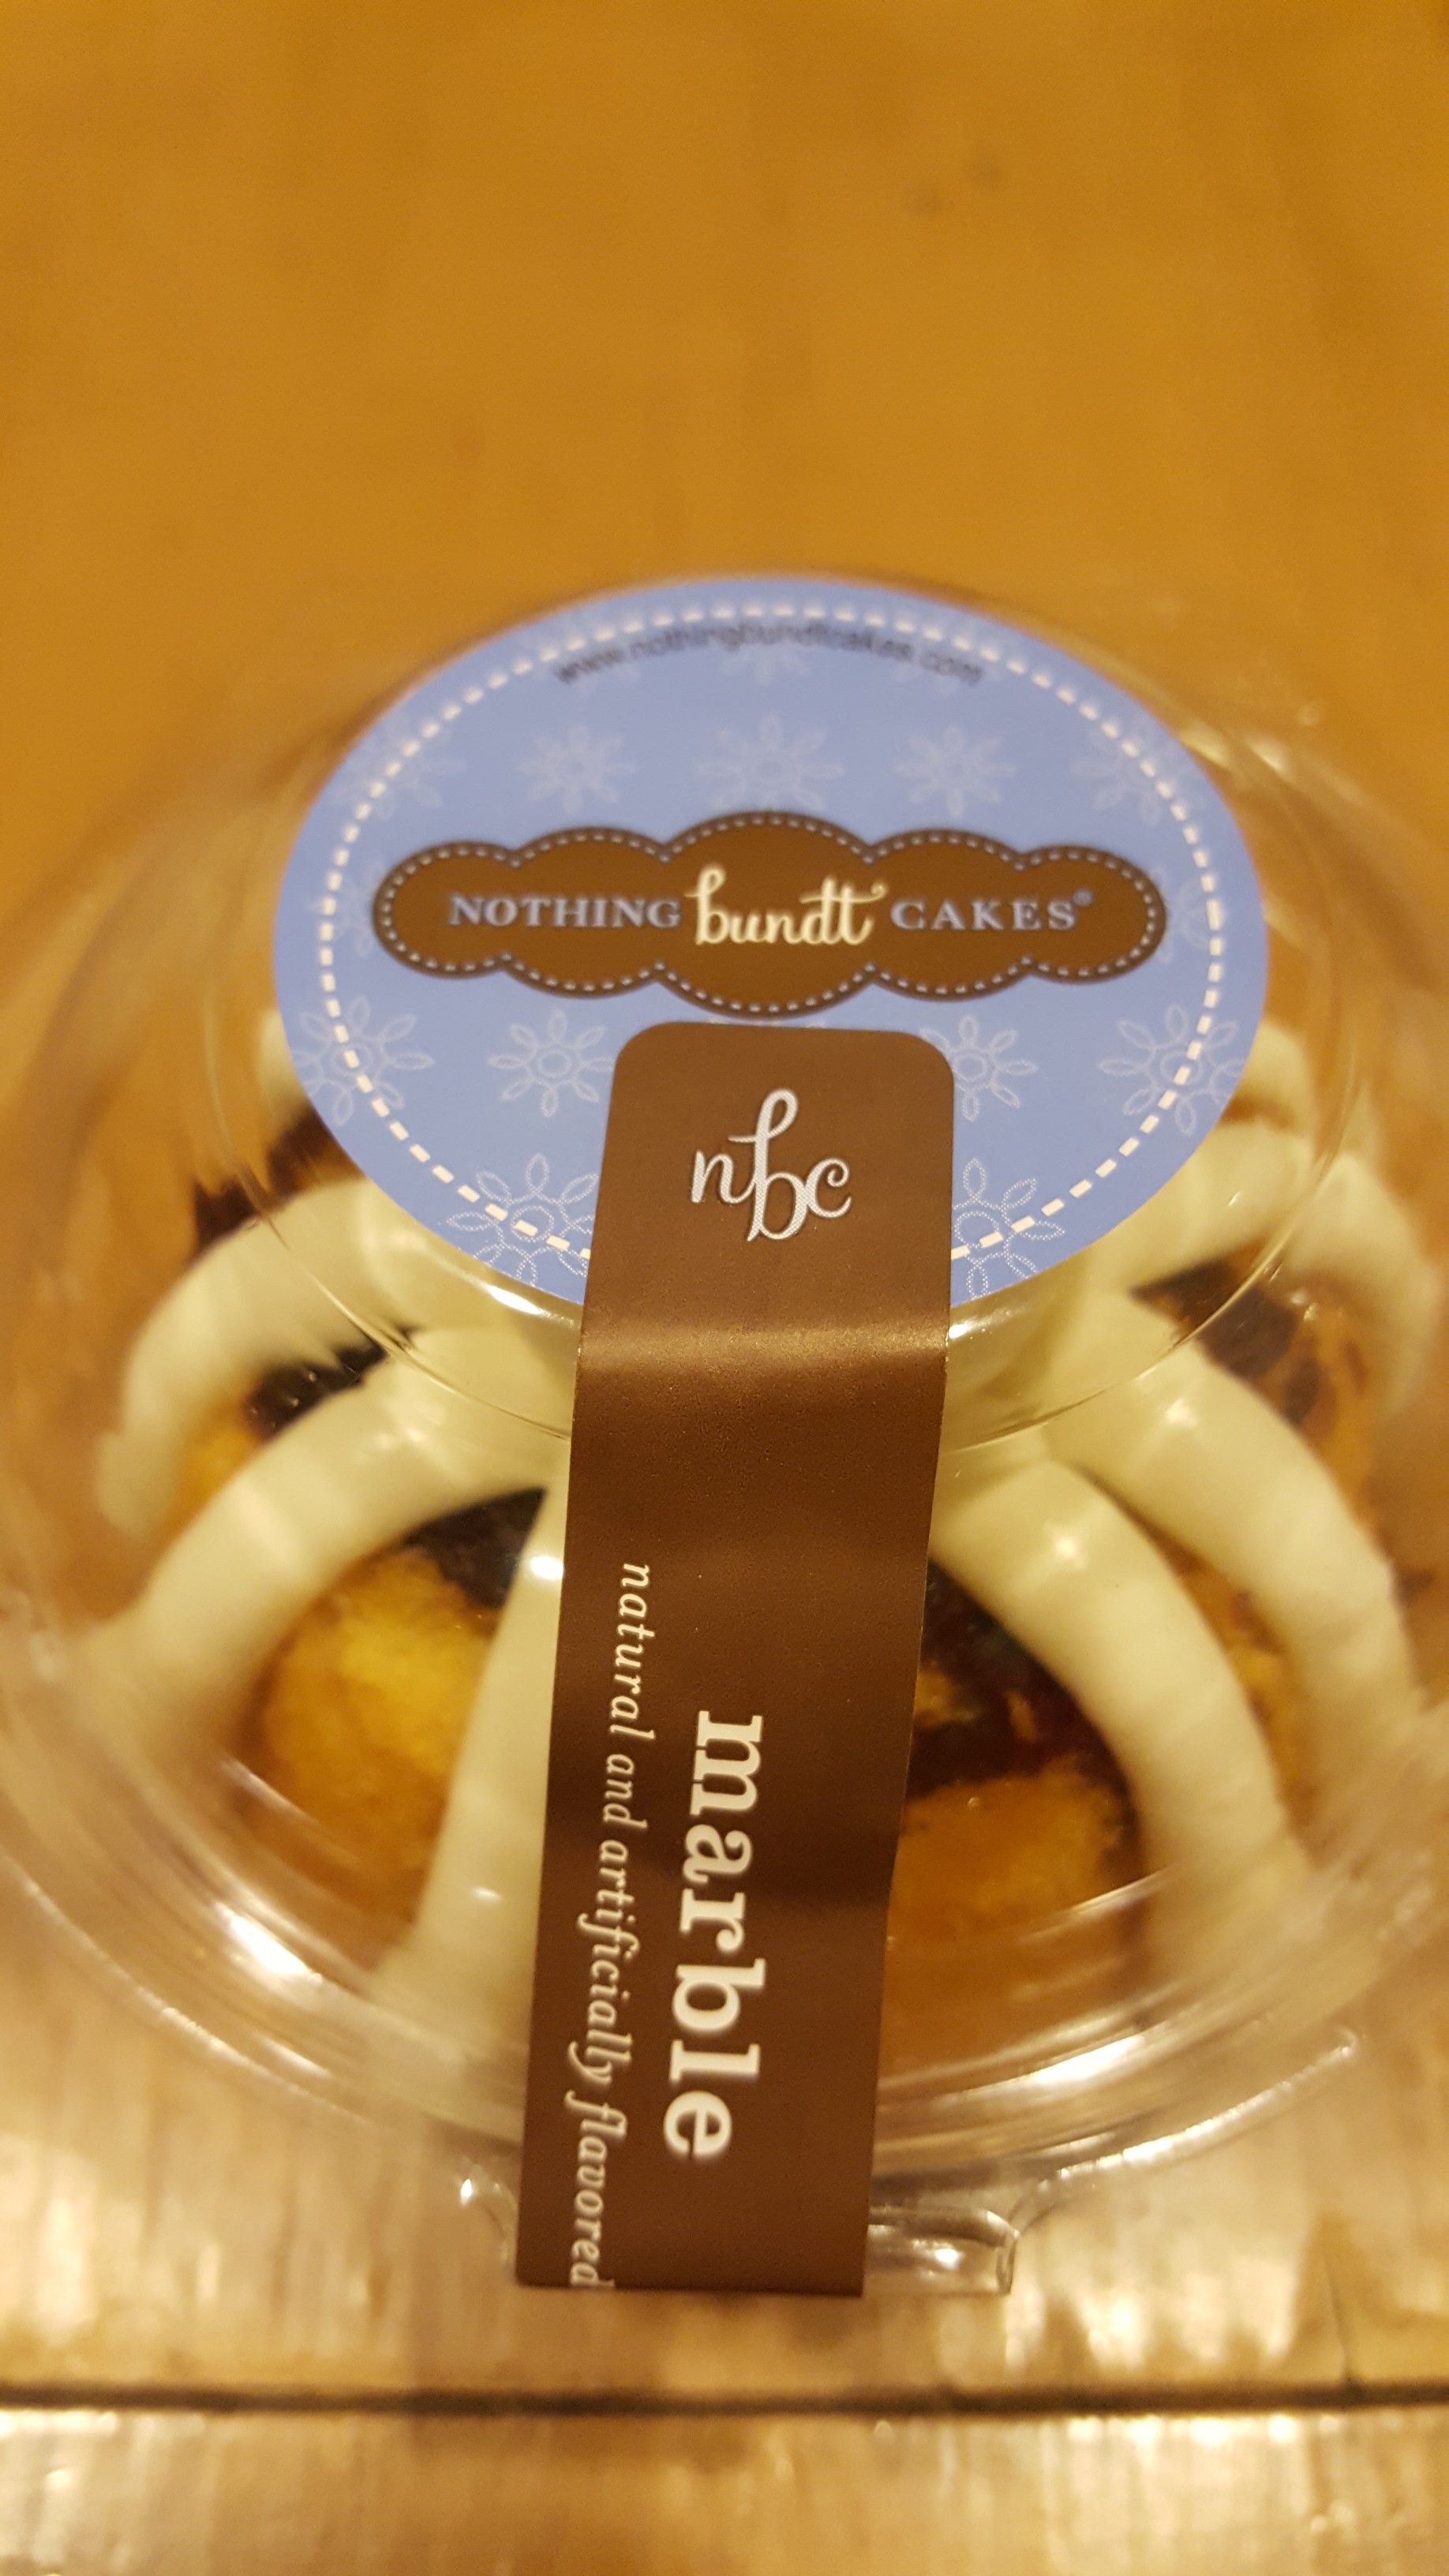 www.nothingbundtcakes.com
NOTHING bundt CAKES®
nbc
marble
natural and artificially flavored